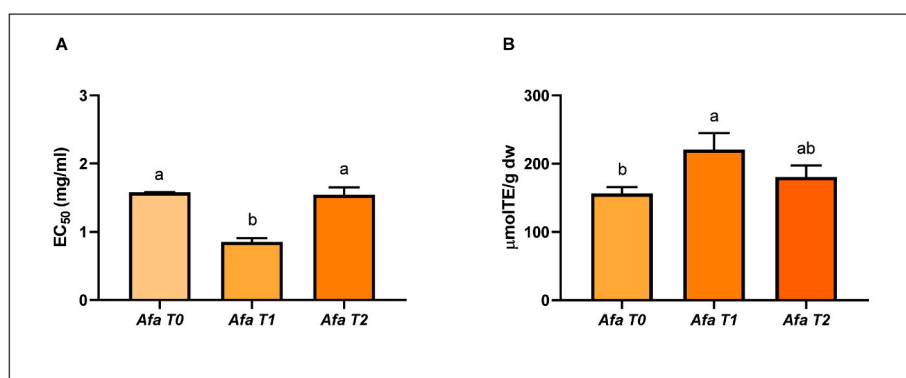 A
EC50 (mg/ml)
3
2
1
0
a
b
a
Afa T0 Afa T1 Afa T2
B
μmolTE/g dw
300
200
100
0
b
a
ab
Afa T0 Afa T1 Afa T2